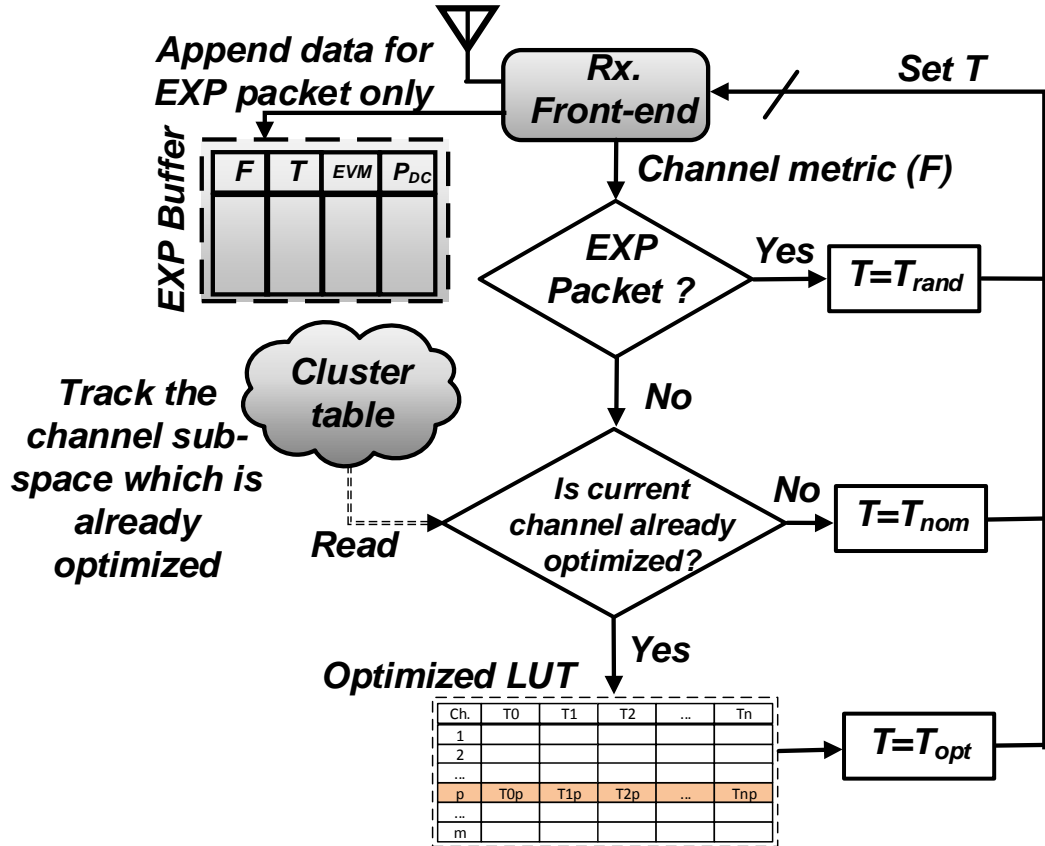 Append data for
EXP packet only
Rx.
Front-end
Set T
EXP Buffer
F T EVM PDC
Channel metric (F)
EXP
Packet ?
Yes
T=Trand
No
Cluster
table
Track the
channel sub-
space which is
already
optimized
Read
Is current
channel already
optimized?
No
T=Tnom
Yes
Optimized LUT
Ch. T0 T1 T2 ... Tn
1
2
...
p T0p T1p T2p ... Tnp
...
m
T=Topt